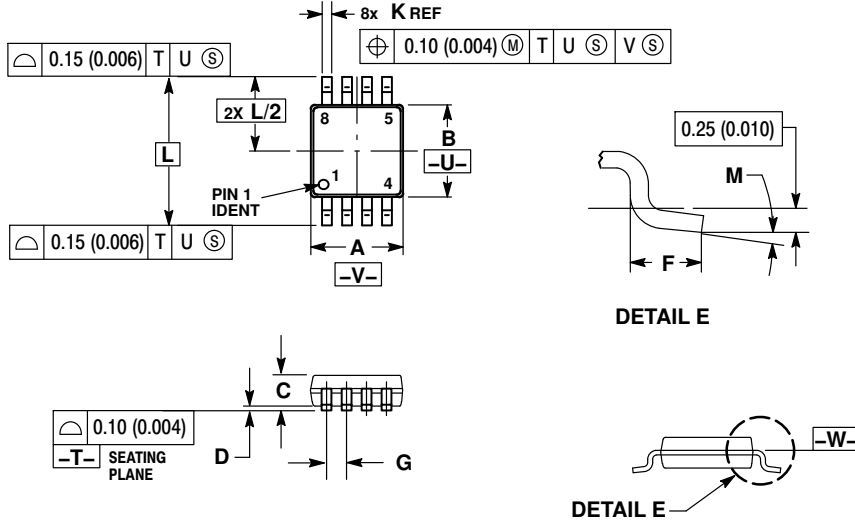 8x K REF
0.10 (0.004) Ⓜ T U Ⓢ V Ⓢ
0.15 (0.006) T U Ⓢ
2X L/2
8 5
B
-U-
L
1
4
PIN 1
IDENT
0.15 (0.006) T U Ⓢ
A
-V-
0.25 (0.010)
M
F
DETAIL E
C
0.10 (0.004)
-T- SEATING
PLANE
D
G
-W-
DETAIL E